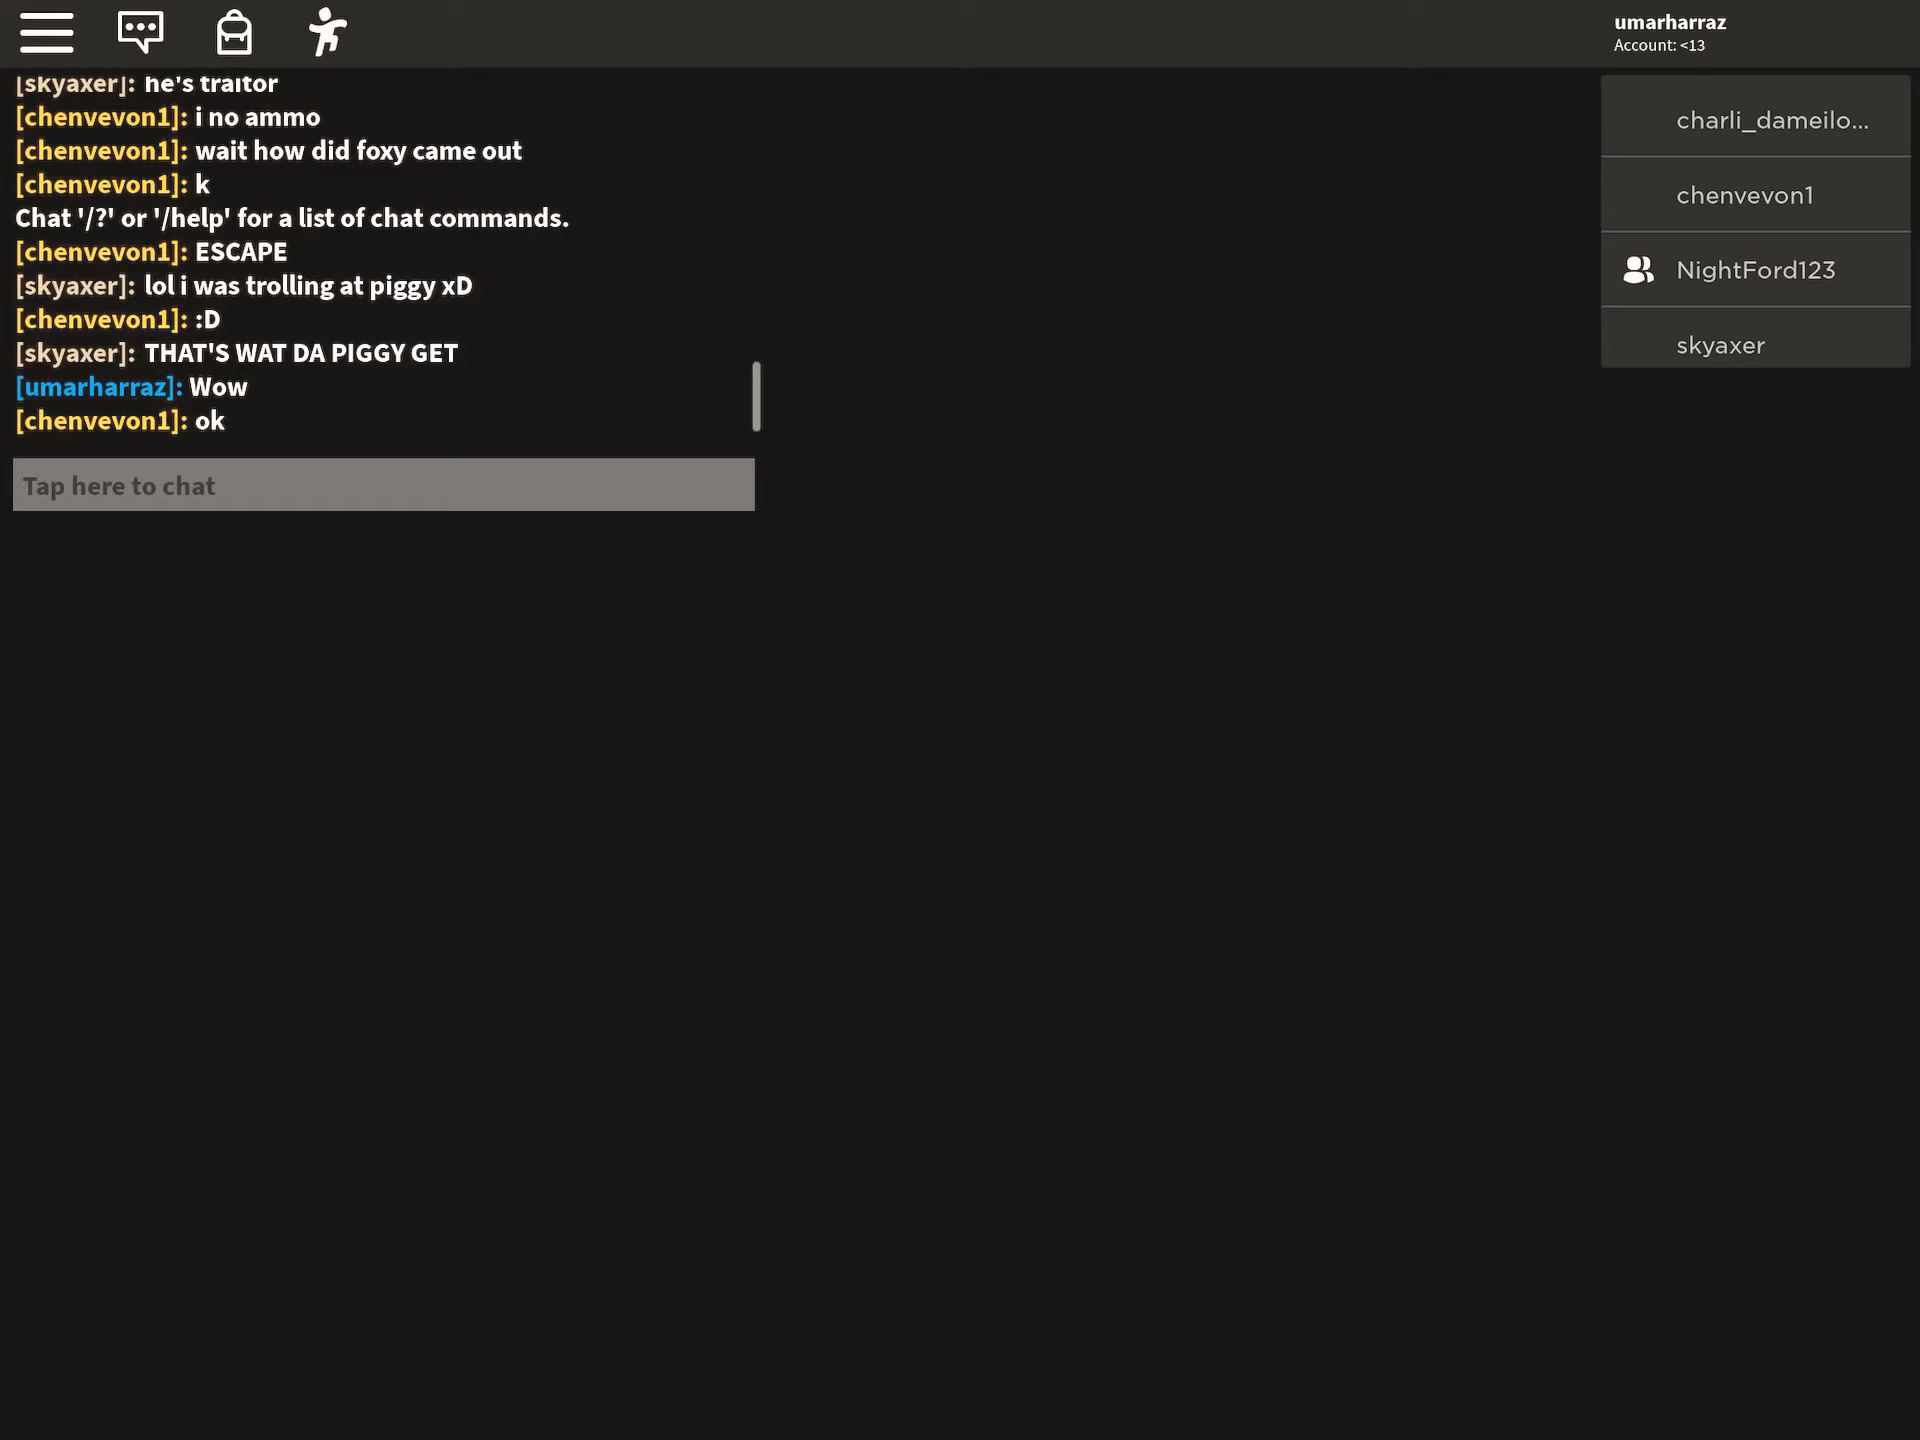 umarharraz
Account: <13
[skyaxer]: he's traitor
[chenvevon1]: i no ammo
[chenvevon1]: wait how did foxy came out
[chenvevon1]: k
Chat '/?' or '/help' for a list of chat commands.
[chenvevon1]: ESCAPE
[skyaxer]: lol i was trolling at piggy xD
[chenvevon1]: :D
[skyaxer]: THAT'S WAT DA PIGGY GET
[umarharraz]: Wow
[chenvevon1]: ok
Tap here to chat
charli_dameilo...
chenvevon1
NightFord123
skyaxer